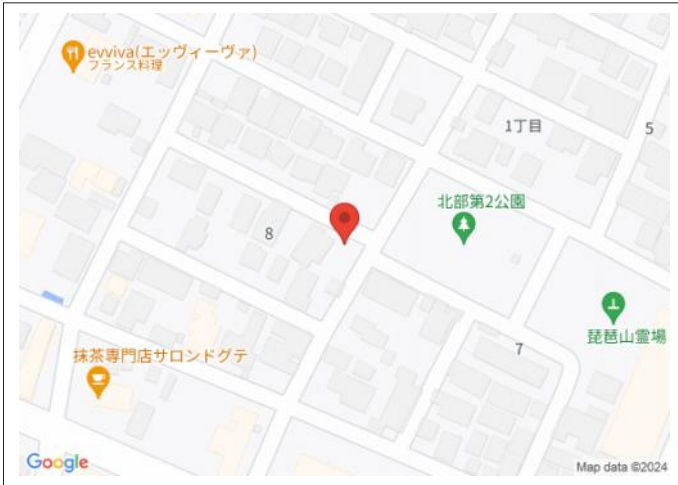 evviva(エッヴィーヴァ)
フランス料理
1丁目
5
北部第2公園
8
琵琶山霊場
7
抹茶専門店サロンドグテ
Google
Map data ©2024